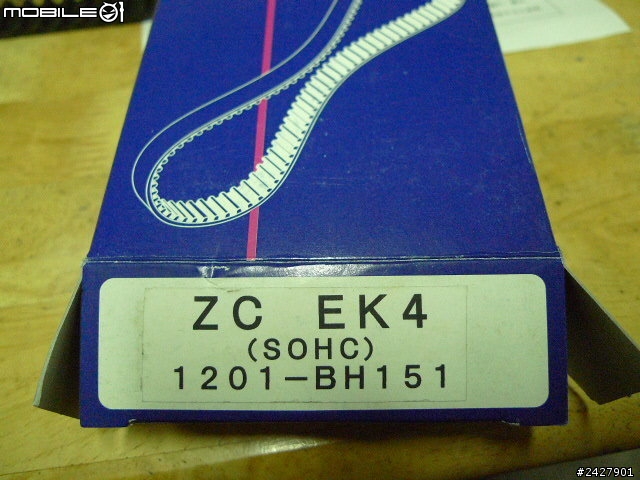 MOBILE01
ZC EK4
(SOHC)
1201-BH151
#2427901